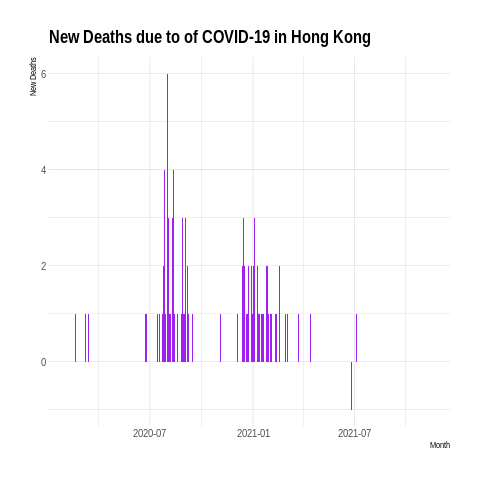 New Deaths due to of COVID-19 in Hong Kong
New Deaths
6
4
2
0
2020-07
2021-01
2021-07
Month